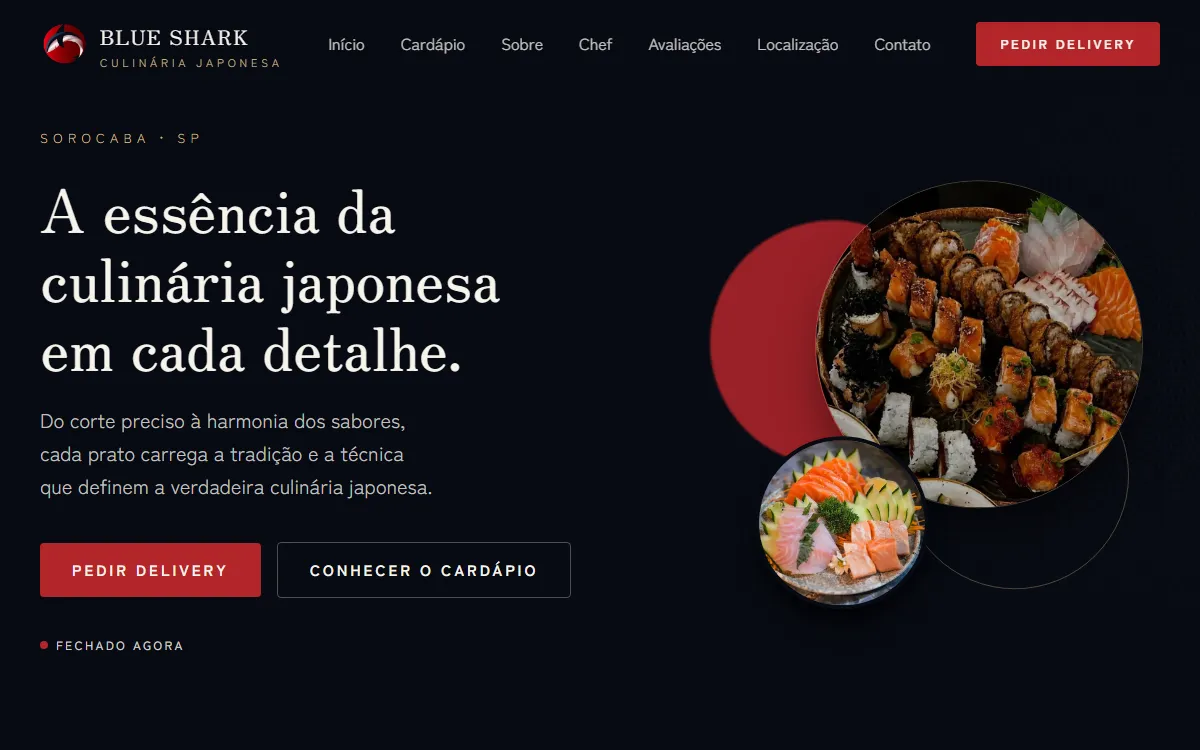 BLUE SHARK
CULINÁRIA JAPONESA
Início
Cardápio
Sobre
Chef
Avaliações
Localização
Contato
PEDIR DELIVERY
SOROCABA · SP
A essência da
culinária japonesa
em cada detalhe.
Do corte preciso à harmonia dos sabores,
cada prato carrega a tradição e a técnica
que definem a verdadeira culinária japonesa.
PEDIR DELIVERY
CONHECER O CARDÁPIO
FECHADO AGORA